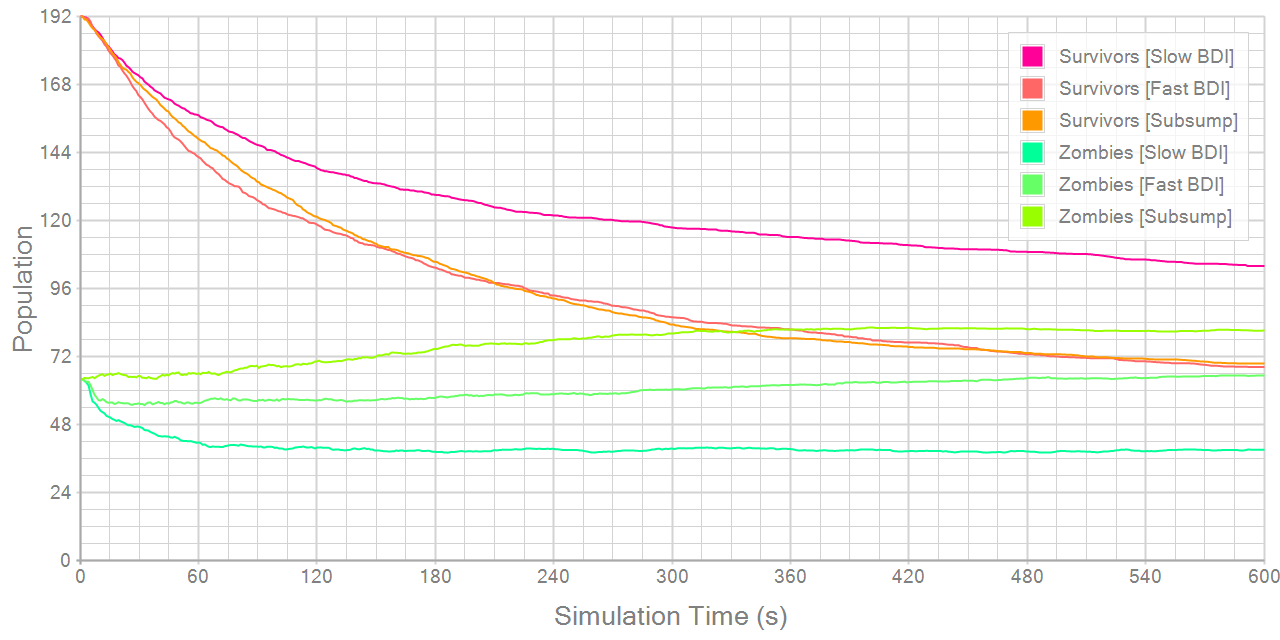 192
168
144
120
96
72
48
24
0
Population
Survivors [Slow BDI]
Survivors [Fast BDI]
Survivors [Subsump]
Zombies [Slow BDI]
Zombies [Fast BDI]
Zombies [Subsump]
0 60 120 180 240 300 360 420 480 540 600
Simulation Time (s)